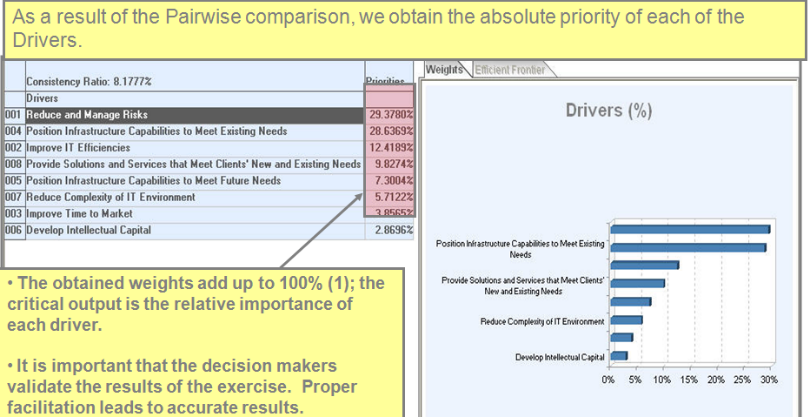 As a result of the Pairwise comparison, we obtain the absolute priority of each of the
Drivers.
Consistency Ratio: 8.1777% Priorities
Drivers
001 Reduce and Manage Risks 29.3780%
004 Position Infrastructure Capabilities to Meet Existing Needs 28.6369%
002 Improve IT Efficiencies 12.4189%
008 Provide Solutions and Services that Meet Clients' New and Existing Needs 9.8274%
005 Position Infrastructure Capabilities to Meet Future Needs 7.3004%
007 Reduce Complexity of IT Environment 5.7122%
003 Improve Time to Market 3.8565%
006 Develop Intellectual Capital 2.8696%
• The obtained weights add up to 100% (1); the
critical output is the relative importance of
each driver.
• It is important that the decision makers
validate the results of the exercise. Proper
facilitation leads to accurate results.
Weights Efficient Frontier
Drivers (%)
Position Infrastructure Capabilities to Meet Existing
Needs
Provide Solutions and Services that Meet Clients'
New and Existing Needs
Reduce Complexity of IT Environment
Develop Intellectual Capital
0% 5% 10% 15% 20% 25% 30%